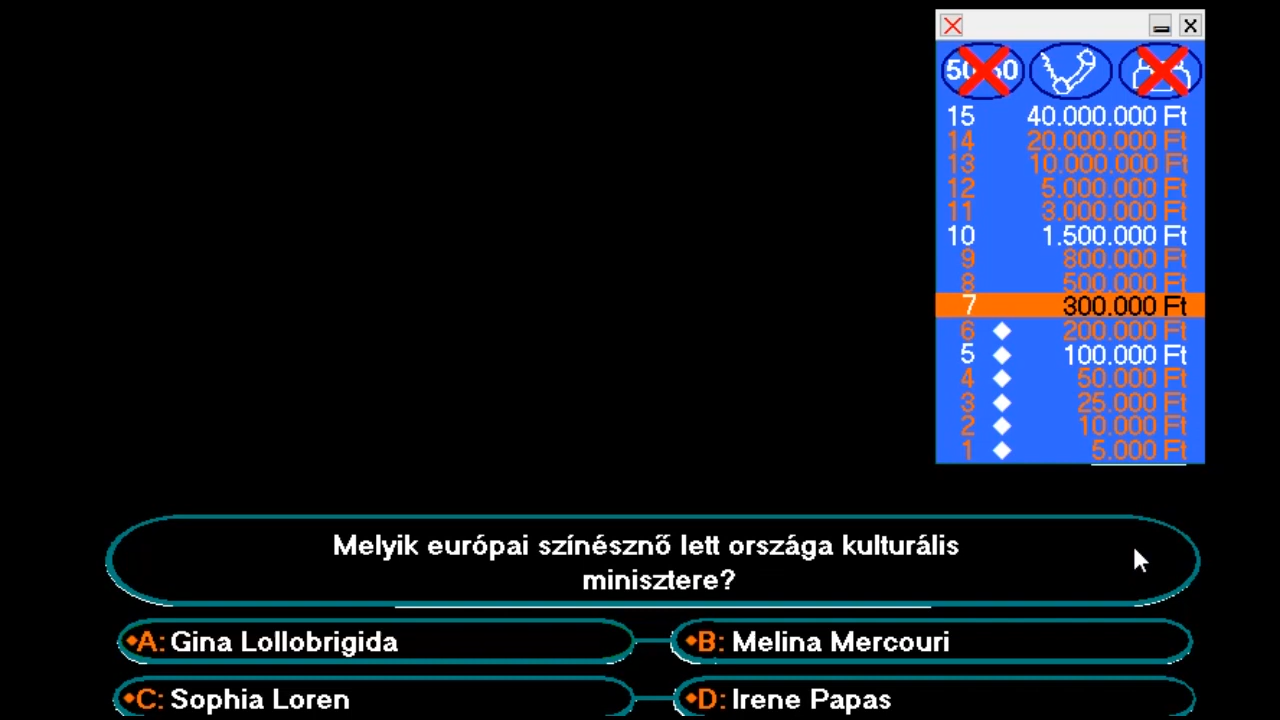 50:50
15 40.000.000 Ft
14 20.000.000 Ft
13 10.000.000 Ft
12 5.000.000 Ft
11 3.000.000 Ft
10 1.500.000 Ft
9 800.000 Ft
8 500.000 Ft
7 300.000 Ft
6 200.000 Ft
5 100.000 Ft
4 50.000 Ft
3 25.000 Ft
2 10.000 Ft
1 5.000 Ft
Melyik európai színésznő lett országa kulturális
minisztere?
A: Gina Lollobrigida
B: Melina Mercouri
C: Sophia Loren
D: Irene Papas